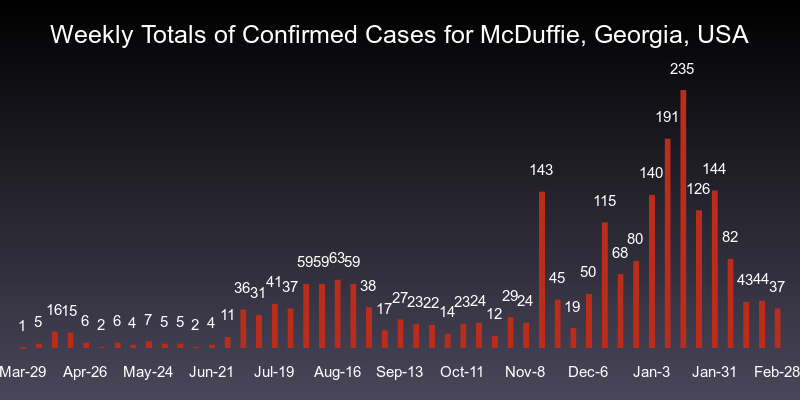 Weekly Totals of Confirmed Cases for McDuffie, Georgia, USA
1 5 16 15 6 2 6 4 7 5 5 2 4 11 36 31 41 37 59 59 63 59 38 17 27 23 22 14 23 24 12 29 24 143 45 19 50 115 68 80 140 191 235 126 144 82 43 44 37
Mar-29 Apr-26 May-24 Jun-21 Jul-19 Aug-16 Sep-13 Oct-11 Nov-8 Dec-6 Jan-3 Jan-31 Feb-28